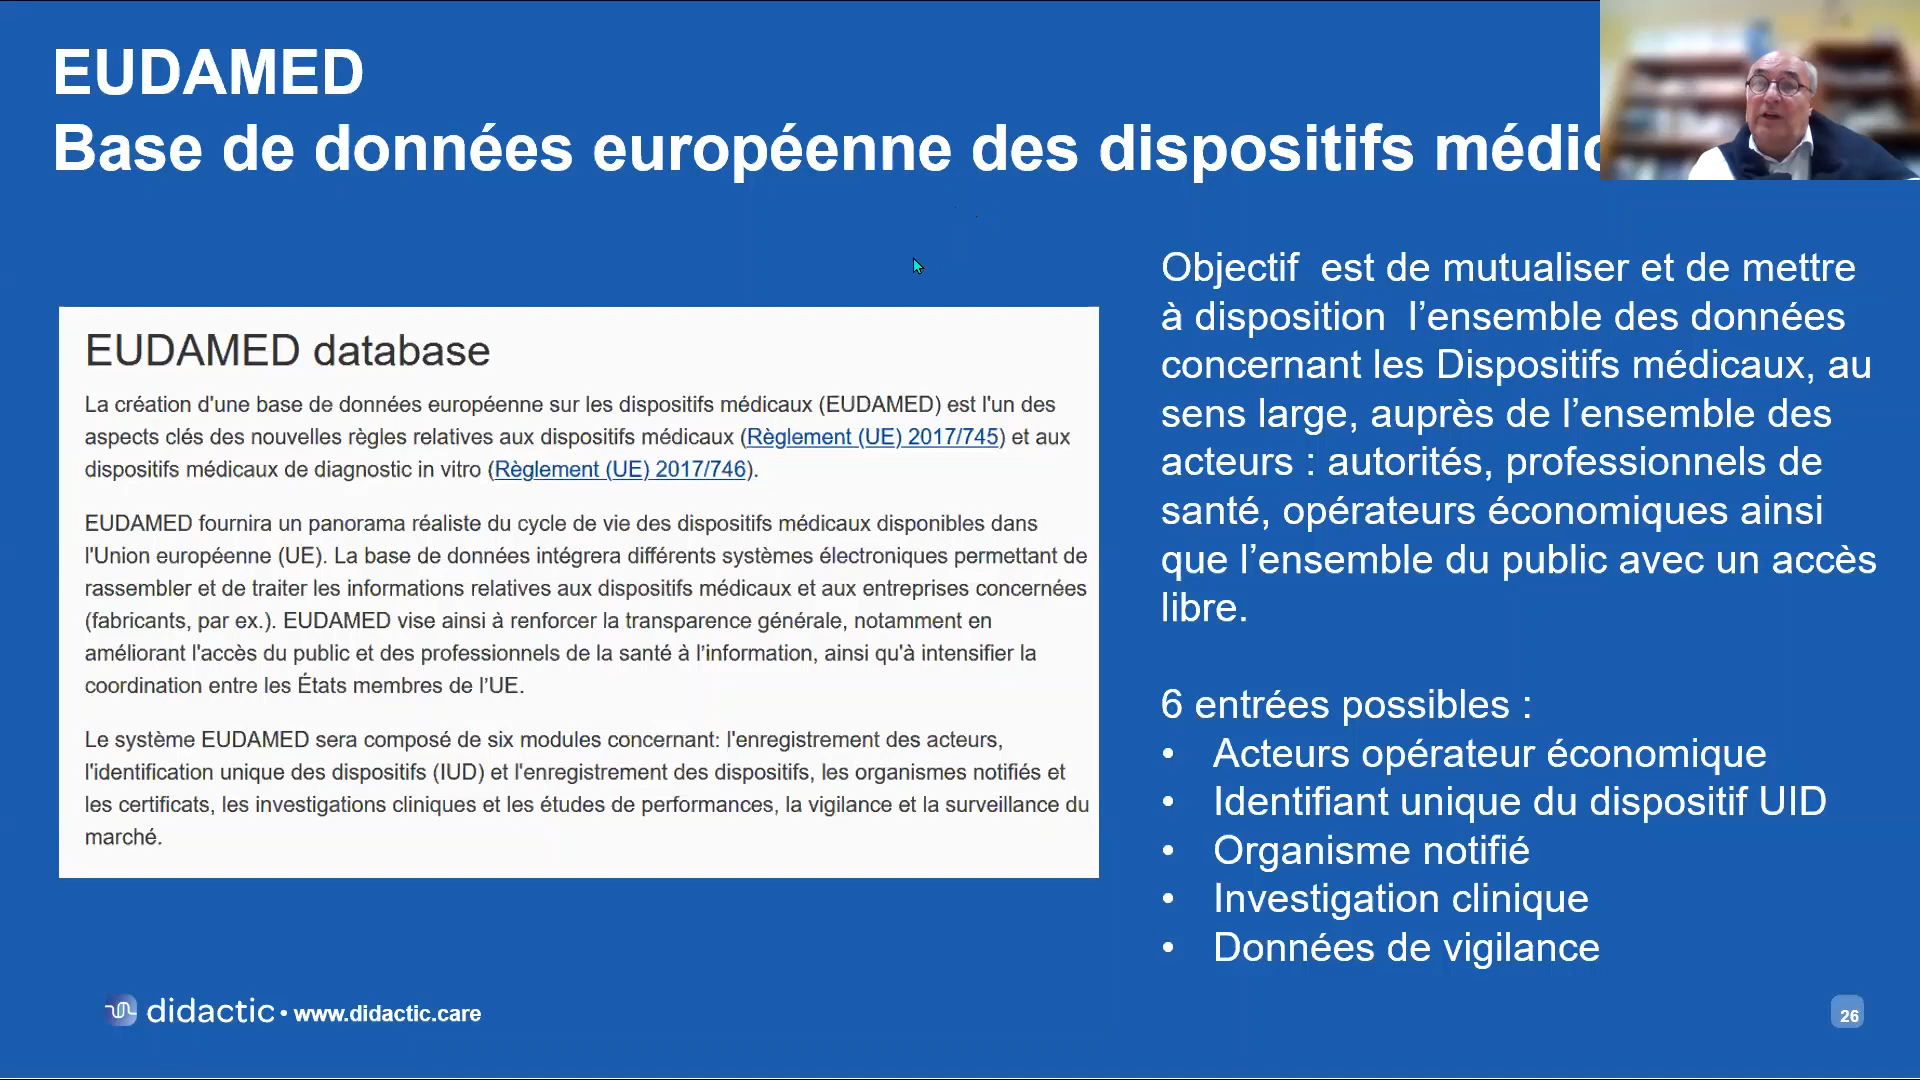 EUDAMED
Base de données européenne des dispositifs médic
EUDAMED database
La création d'une base de données européenne sur les dispositifs médicaux (EUDAMED) est l'un des
aspects clés des nouvelles règles relatives aux dispositifs médicaux (Règlement (UE) 2017/745) et aux
dispositifs médicaux de diagnostic in vitro (Règlement (UE) 2017/746).
EUDAMED fournira un panorama réaliste du cycle de vie des dispositifs médicaux disponibles dans
l'Union européenne (UE). La base de données intégrera différents systèmes électroniques permettant de
rassembler et de traiter les informations relatives aux dispositifs médicaux et aux entreprises concernées
(fabricants, par ex.). EUDAMED vise ainsi à renforcer la transparence générale, notamment en
améliorant l'accès du public et des professionnels de la santé à l’information, ainsi qu'à intensifier la
coordination entre les États membres de l’UE.
Le système EUDAMED sera composé de six modules concernant: l'enregistrement des acteurs,
l'identification unique des dispositifs (IUD) et l'enregistrement des dispositifs, les organismes notifiés et
les certificats, les investigations cliniques et les études de performances, la vigilance et la surveillance du
marché.
Objectif est de mutualiser et de mettre
à disposition l’ensemble des données
concernant les Dispositifs médicaux, au
sens large, auprès de l’ensemble des
acteurs : autorités, professionnels de
santé, opérateurs économiques ainsi
que l’ensemble du public avec un accès
libre.
6 entrées possibles :
• Acteurs opérateur économique
• Identifiant unique du dispositif UID
• Organisme notifié
• Investigation clinique
• Données de vigilance
didactic • www.didactic.care
26